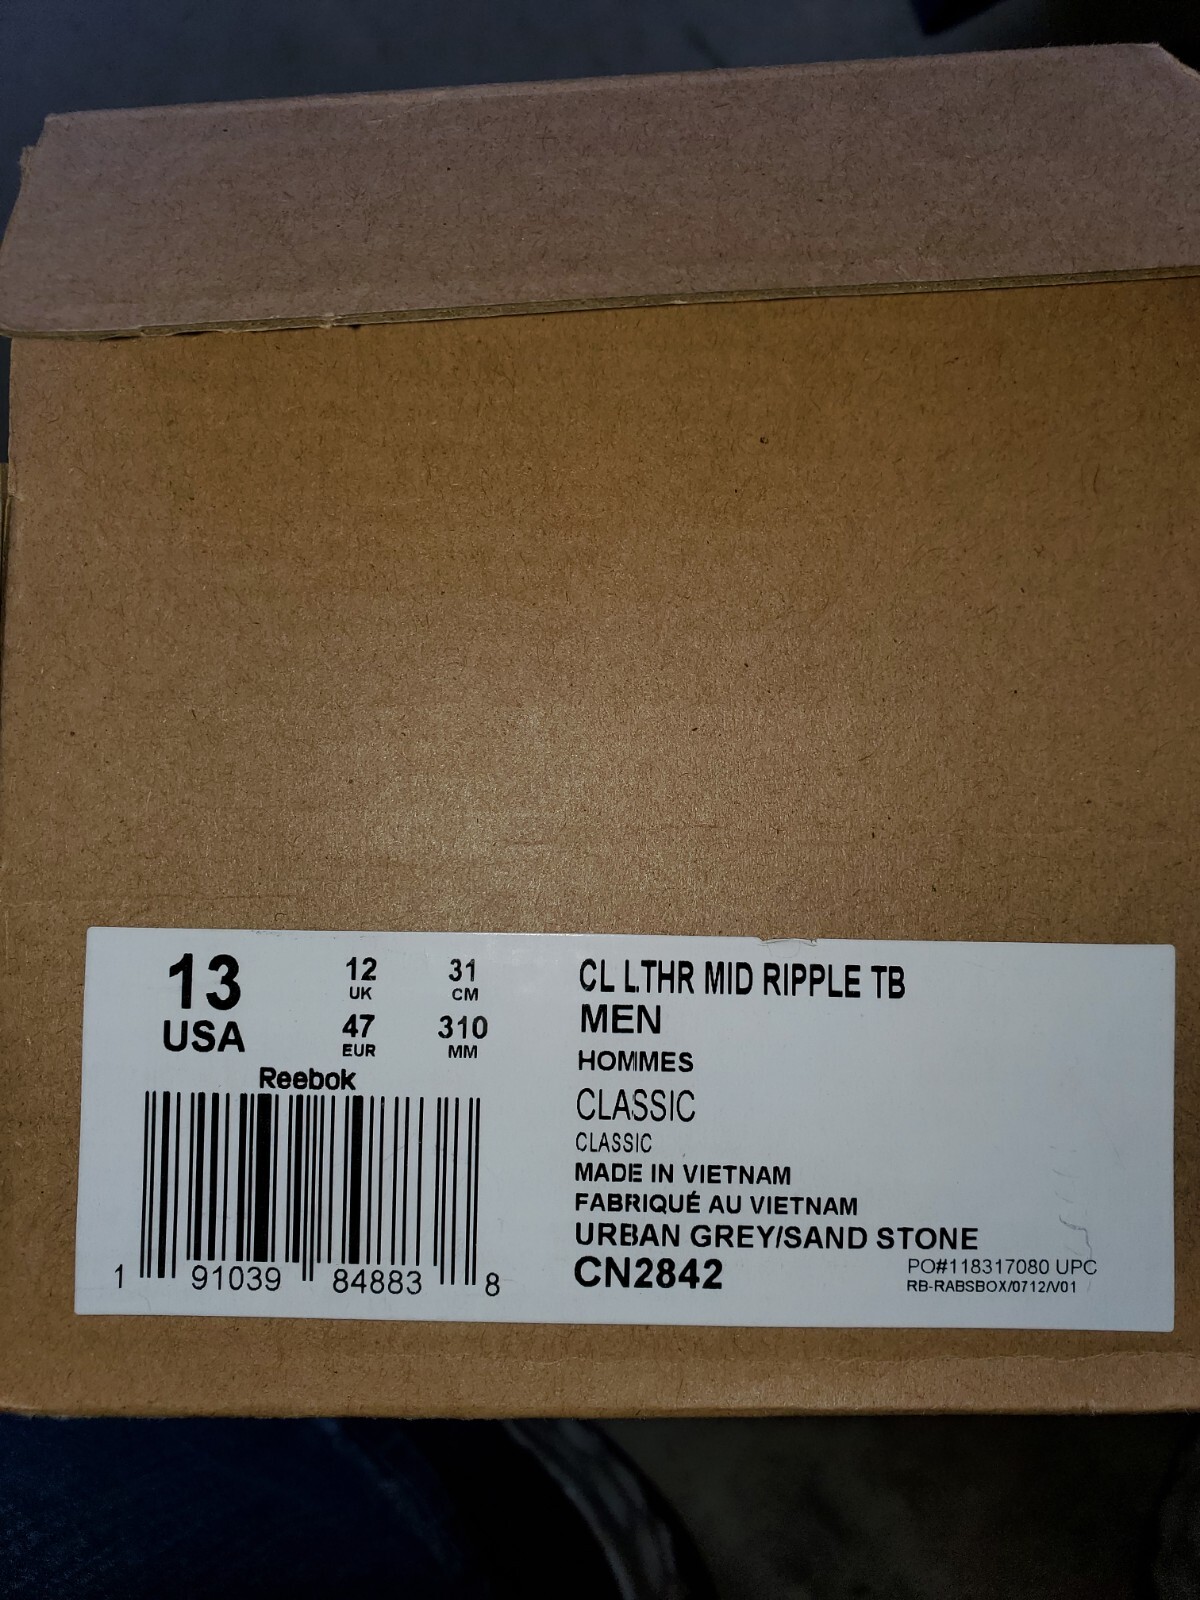 13 USA
12 UK
31 CM
47 EUR
310 MM
Reebok
1 91039 84883 8
CL LTHR MID RIPPLE TB
MEN
HOMMES
CLASSIC
CLASSIC
MADE IN VIETNAM
FABRIQUÉ AU VIETNAM
URBAN GREY/SAND STONE
CN2842
PO#118317080 UPC
RB-RABSBOX/0712/V01